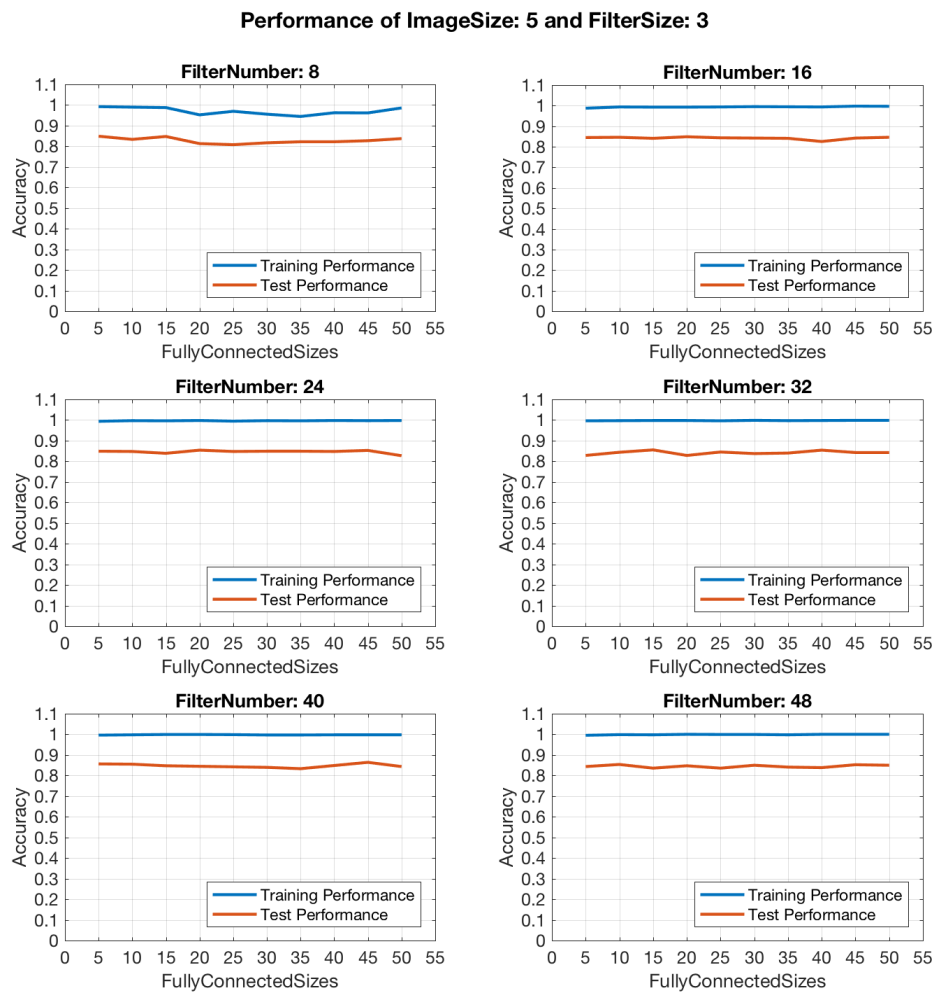 Performance of ImageSize: 5 and FilterSize: 3
FilterNumber: 8
1.1
1
0.9
0.8
0.7
0.6
0.5
0.4
0.3
0.2
0.1
0
Accuracy
Training Performance
Test Performance
0 5 10 15 20 25 30 35 40 45 50 55
FullyConnectedSizes
FilterNumber: 16
1.1
1
0.9
0.8
0.7
0.6
0.5
0.4
0.3
0.2
0.1
0
Accuracy
Training Performance
Test Performance
0 5 10 15 20 25 30 35 40 45 50 55
FullyConnectedSizes
FilterNumber: 24
1.1
1
0.9
0.8
0.7
0.6
0.5
0.4
0.3
0.2
0.1
0
Accuracy
Training Performance
Test Performance
0 5 10 15 20 25 30 35 40 45 50 55
FullyConnectedSizes
FilterNumber: 32
1.1
1
0.9
0.8
0.7
0.6
0.5
0.4
0.3
0.2
0.1
0
Accuracy
Training Performance
Test Performance
0 5 10 15 20 25 30 35 40 45 50 55
FullyConnectedSizes
FilterNumber: 40
1.1
1
0.9
0.8
0.7
0.6
0.5
0.4
0.3
0.2
0.1
0
Accuracy
Training Performance
Test Performance
0 5 10 15 20 25 30 35 40 45 50 55
FullyConnectedSizes
FilterNumber: 48
1.1
1
0.9
0.8
0.7
0.6
0.5
0.4
0.3
0.2
0.1
0
Accuracy
Training Performance
Test Performance
0 5 10 15 20 25 30 35 40 45 50 55
FullyConnectedSizes